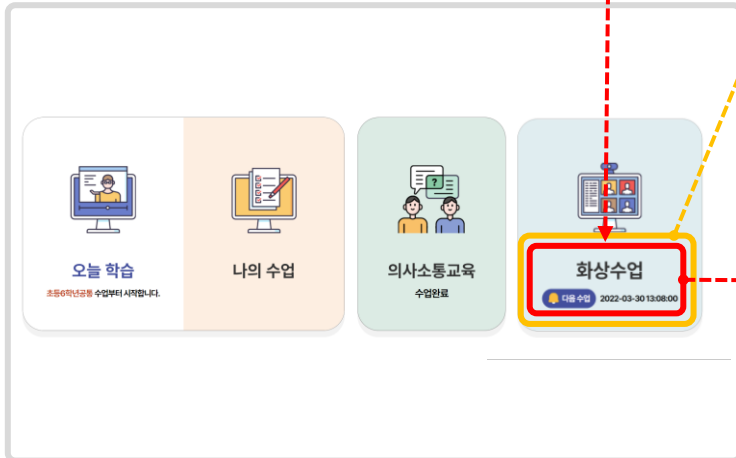 오늘 학습
초등6학년공통 수업부터 시작합니다.
나의 수업
?
의사소통교육
수업완료
화상수업
다음 수업 2022-03-30 13:08:00